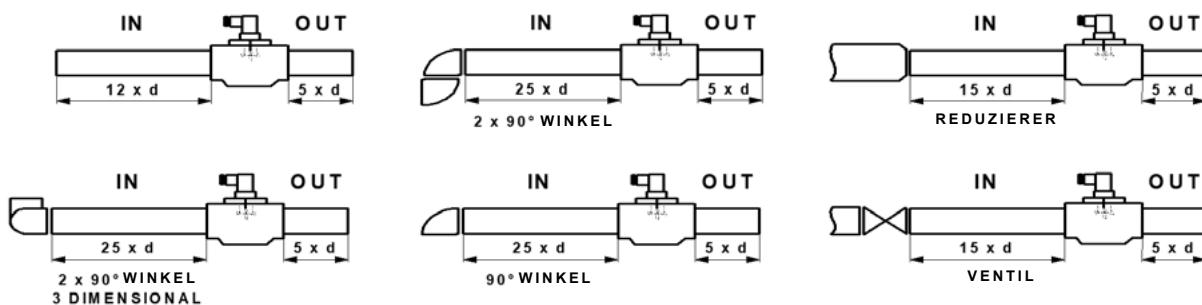 IN OUT
12 x d 5 x d
IN OUT
25 x d 5 x d
2 x 90° WINKEL
IN OUT
15 x d 5 x d
REDUZIERER
IN OUT
25 x d 5 x d
2 x 90° WINKEL
3 DIMENSIONAL
IN OUT
25 x d 5 x d
90° WINKEL
IN OUT
15 x d 5 x d
VENTIL